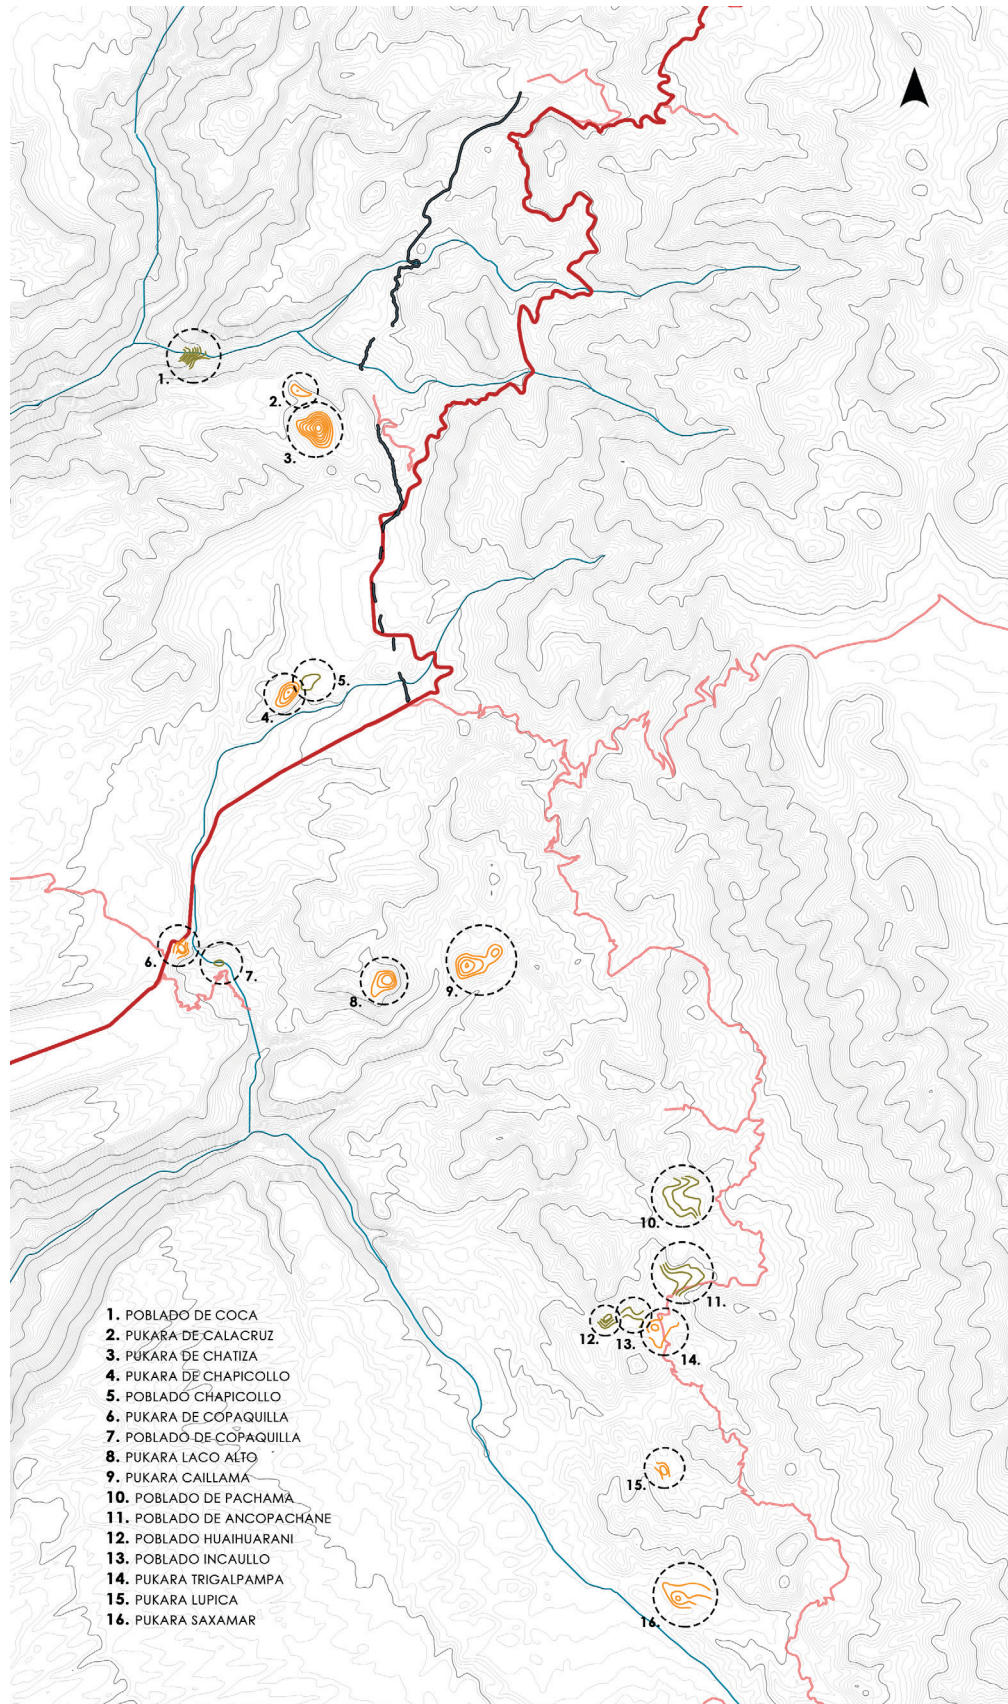 1.
2.
3.
5.
4.
6.
7.
8.
9.
10.
11.
12.
13.
14.
15.
16.
1. POBLADO DE COCA
2. PUKARA DE CALACRUZ
3. PUKARA DE CHATIZA
4. PUKARA DE CHAPICOLLO
5. POBLADO CHAPICOLLO
6. PUKARA DE COPAQUILLA
7. POBLADO DE COPAQUILLA
8. PUKARA LACO ALTO
9. PUKARA CAILLAMA
10. POBLADO DE PACHAMA
11. POBLADO DE ANCOPACHANE
12. POBLADO HUAIHUARANI
13. POBLADO INCAULLO
14. PUKARA TRIGALPAMPA
15. PUKARA LUPICA
16. PUKARA SAXAMAR